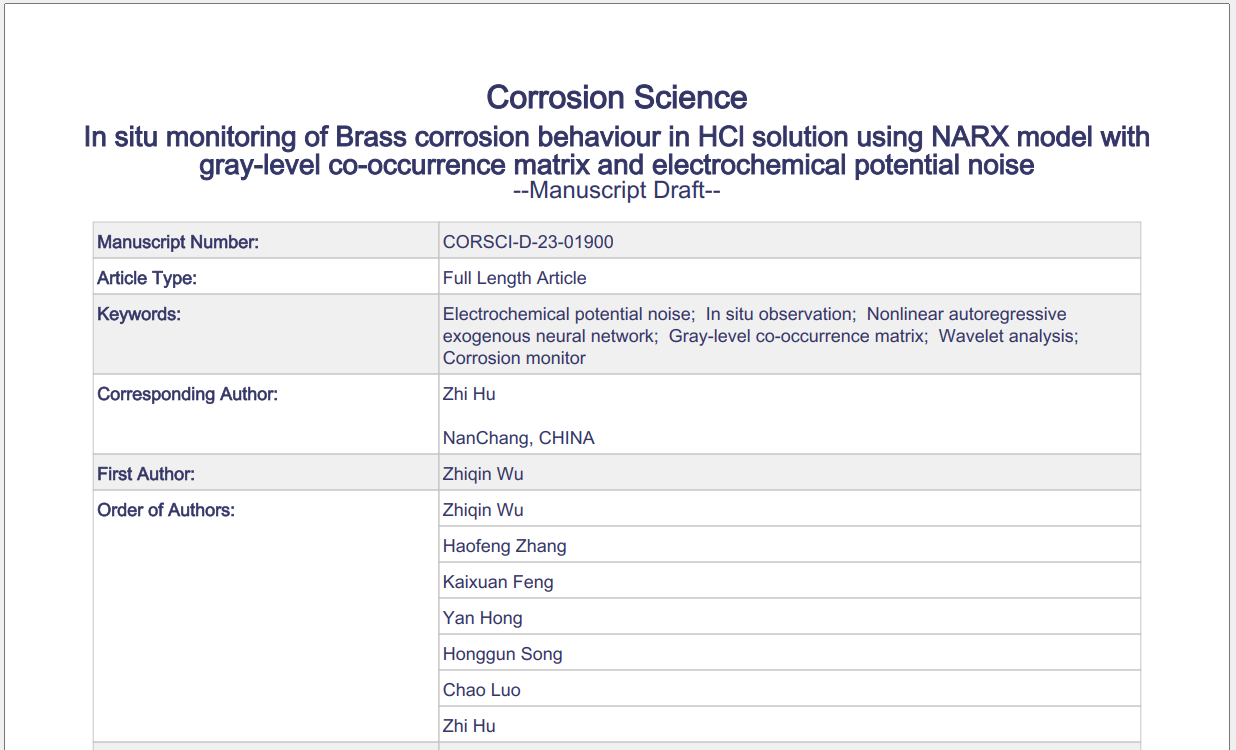 Corrosion Science
In situ monitoring of Brass corrosion behaviour in HCl solution using NARX model with
gray-level co-occurrence matrix and electrochemical potential noise
--Manuscript Draft--
Manuscript Number:
CORSCI-D-23-01900
Article Type:
Full Length Article
Keywords:
Electrochemical potential noise;  In situ observation;  Nonlinear autoregressive
exogenous neural network;  Gray-level co-occurrence matrix;  Wavelet analysis;
Corrosion monitor
Corresponding Author:
Zhi Hu
NanChang, CHINA
First Author:
Zhiqin Wu
Order of Authors:
Zhiqin Wu
Haofeng Zhang
Kaixuan Feng
Yan Hong
Honggun Song
Chao Luo
Zhi Hu